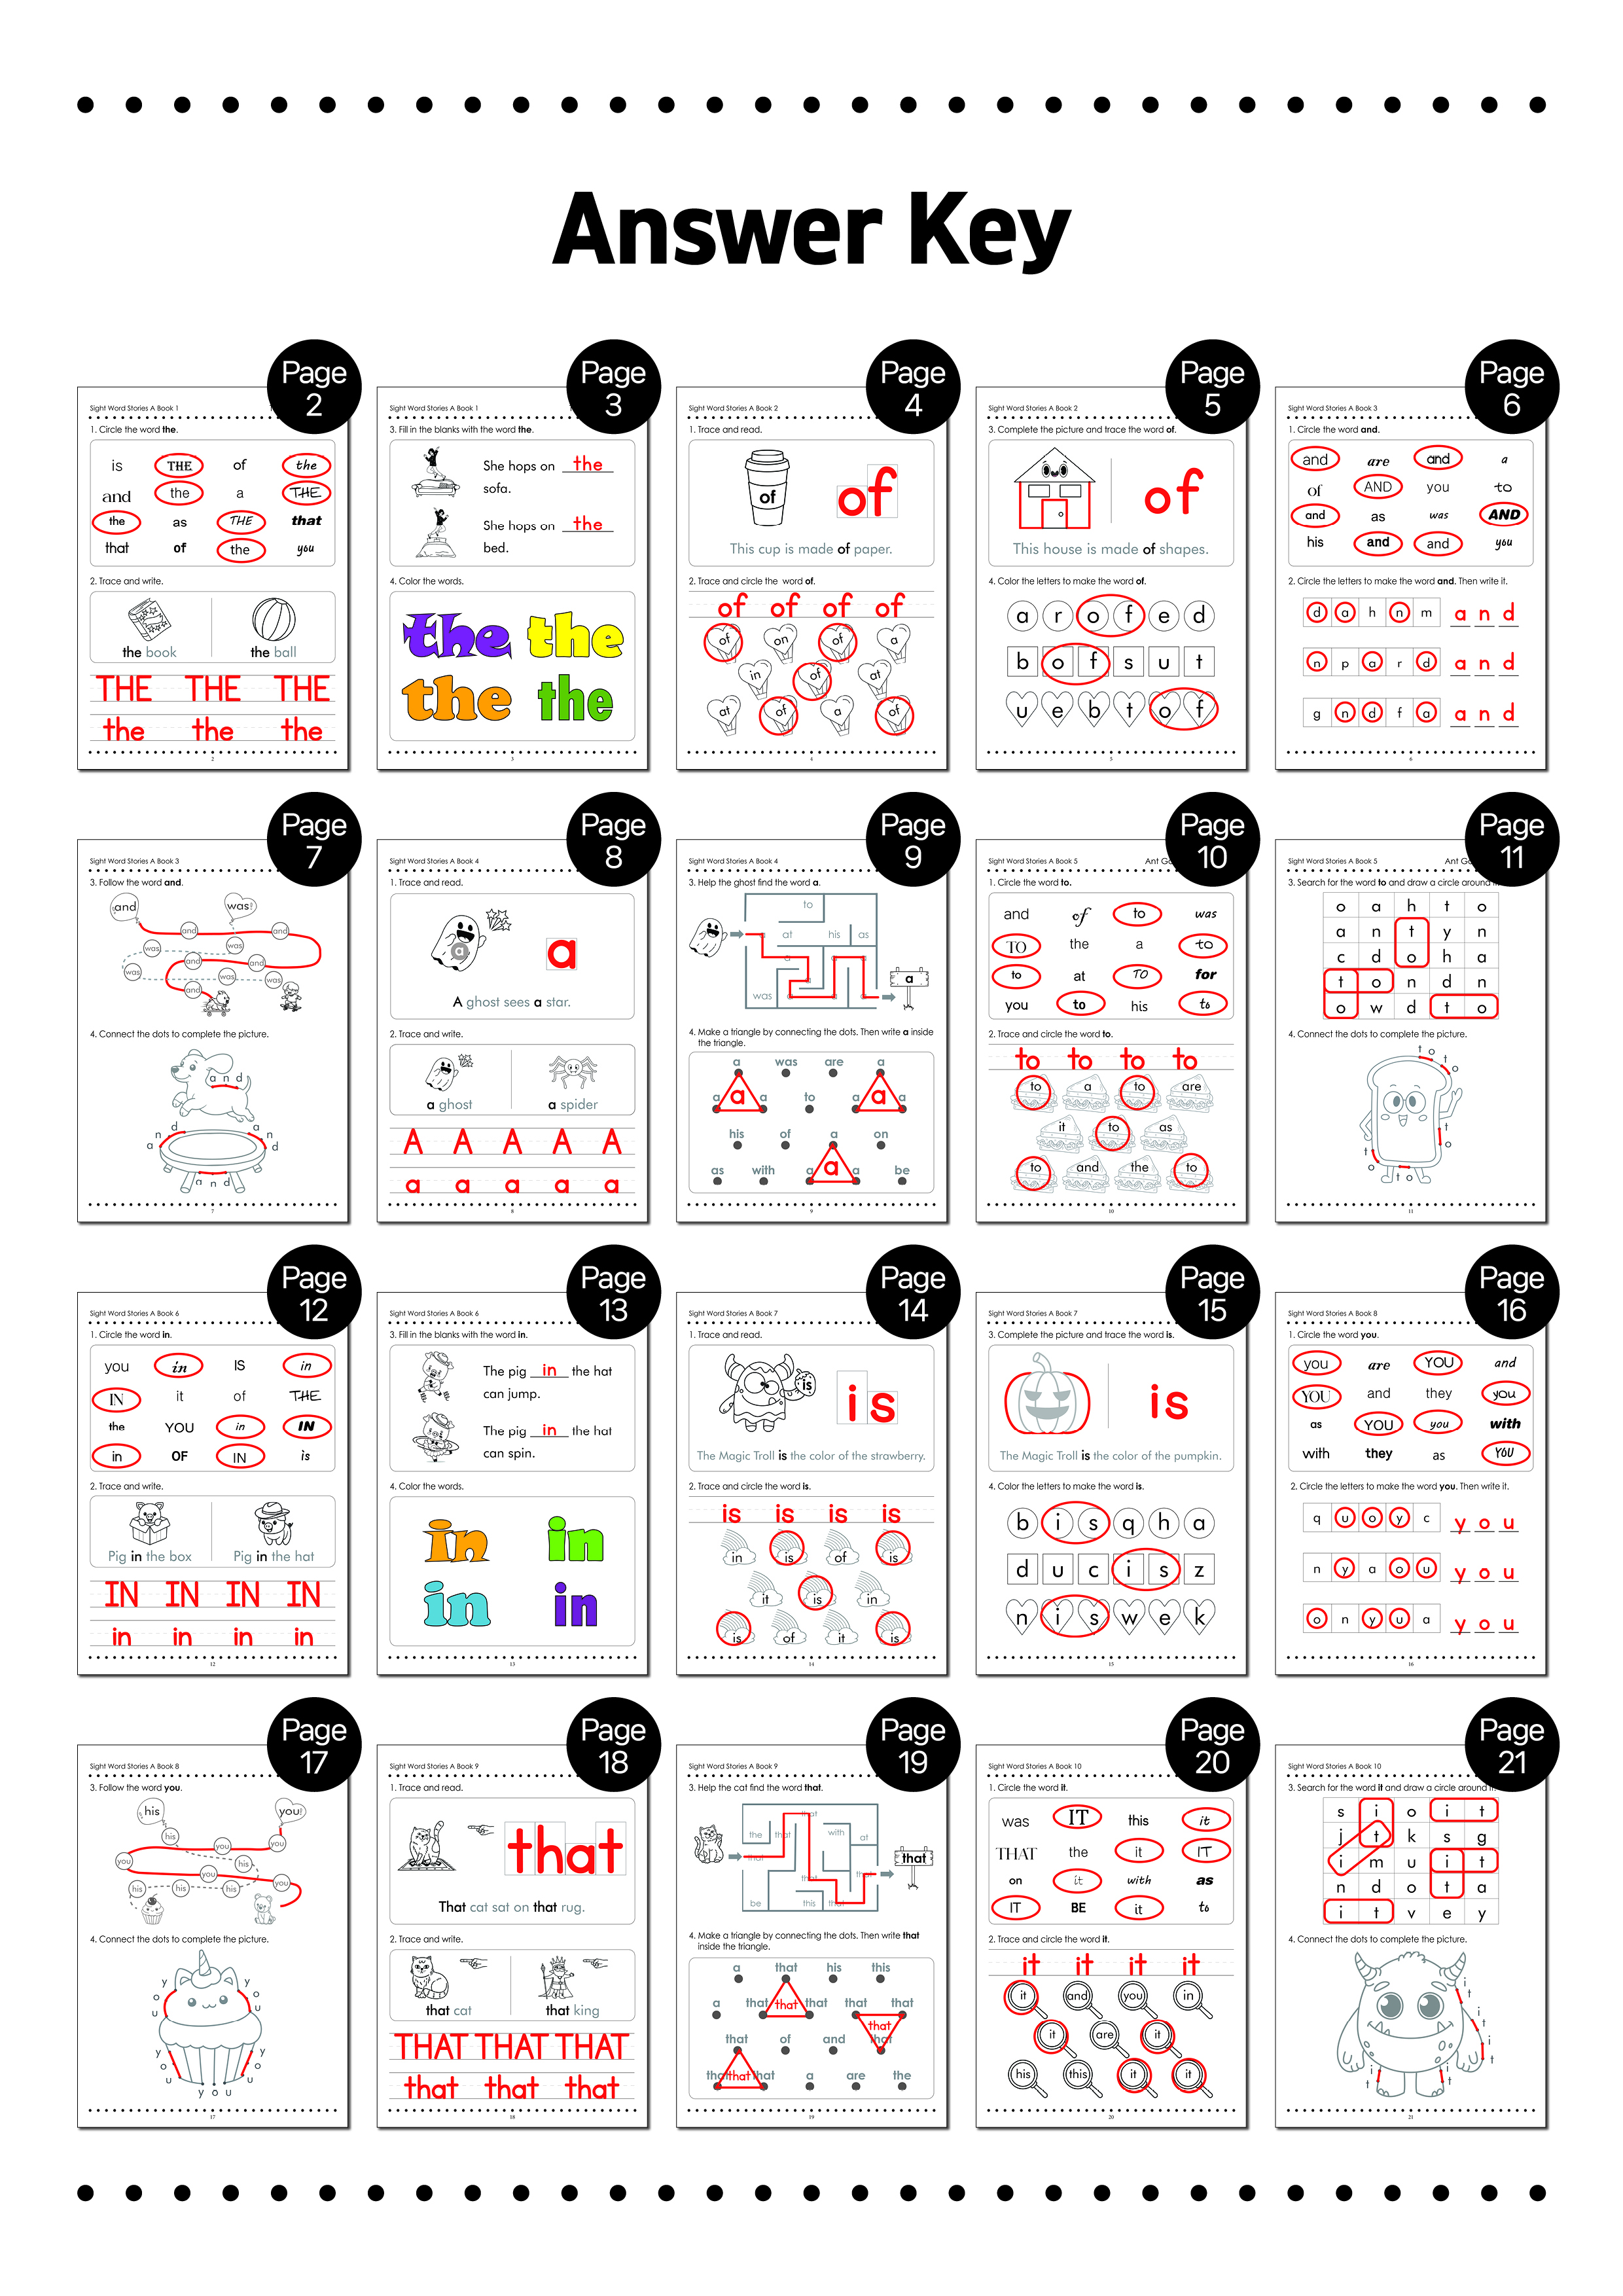 Answer Key
Page
2
Sight Word Stories A Book 1
1. Circle the word the.
is THE of the
and the a THE
the as THE that
that of the you
2. Trace and write.
the book the ball
THE THE THE
the the the
2
Page
3
Sight Word Stories A Book 1
3. Fill in the blanks with the word the.
She hops on the
sofa.
She hops on the
bed.
4. Color the words.
the the
the the
3
Page
4
Sight Word Stories A Book 2
1. Trace and read.
of of
This cup is made of paper.
2. Trace and circle the word of.
of of of of
of on of a
in of at
at of a of
4
Page
5
Sight Word Stories A Book 2
3. Complete the picture and trace the word of.
of
This house is made of shapes.
4. Color the letters to make the word of.
a r o f e d
b o f s u t
u e b t o f
5
Page
6
Sight Word Stories A Book 3
1. Circle the word and.
and are and a
of AND you to
and as was AND
his and and you
2. Circle the letters to make the word and. Then write it.
d a h n m a n d
n p a r d a n d
g n d f a a n d
6
Page
7
Sight Word Stories A Book 3
3. Follow the word and.
and was?
and and
was was
and and
was was was
and
4. Connect the dots to complete the picture.
a n d
a n d a n d
a n d
7
Page
8
Sight Word Stories A Book 4
1. Trace and read.
a a
A ghost sees a star.
2. Trace and write.
a ghost a spider
A A A A A
a a a a a
8
Page
9
Sight Word Stories A Book 4
3. Help the ghost find the word a.
to
at his as
a
was
4. Make a triangle by connecting the dots. Then write a inside
the triangle.
a was are a
a a a to a a a
his of a on
as with a a a be
9
Page
10
Sight Word Stories A Book 5
Ant
1. Circle the word to.
and of to was
TO the a to
to at TO for
you to his to
2. Trace and circle the word to.
to to to to
to a to are
it to as
to and the to
10
Page
11
Sight Word Stories A Book 5
Ant
3. Search for the word to and draw a circle around
o a h t o
a n t y n
c d o h a
t o n d n
o w d t o
4. Connect the dots to complete the picture.
t o t o
t o
t o
t o
11
Page
12
Sight Word Stories A Book 6
1. Circle the word in.
you in IS in
IN it of THE
the YOU in IN
in OF IN is
2. Trace and write.
Pig in the box Pig in the hat
IN IN IN IN
in in in in
12
Page
13
Sight Word Stories A Book 6
3. Fill in the blanks with the word in.
The pig in the hat
can jump.
The pig in the hat
can spin.
4. Color the words.
in in
in in
13
Page
14
Sight Word Stories A Book 7
1. Trace and read.
is is
The Magic Troll is the color of the strawberry.
2. Trace and circle the word is.
is is is is
in is of is
it is in
is of it is
14
Page
15
Sight Word Stories A Book 7
3. Complete the picture and trace the word is.
is
The Magic Troll is the color of the pumpkin.
4. Color the letters to make the word is.
b i s q h a
d u c i s z
n i s w e k
15
Page
16
Sight Word Stories A Book 8
1. Circle the word you.
you are YOU and
YOU and they you
as YOU you with
with they as YOU
2. Circle the letters to make the word you. Then write it.
q u o y c y o u
n y a o u y o u
o n y u a y o u
16
Page
17
Sight Word Stories A Book 8
3. Follow the word you.
his you?
his you you
you his
you
his his his you
4. Connect the dots to complete the picture.
y o u y o u
y o u y o u
y o u
17
Page
18
Sight Word Stories A Book 9
1. Trace and read.
that
That cat sat on that rug.
2. Trace and write.
that cat that king
THAT THAT THAT
that that that
18
Page
19
Sight Word Stories A Book 9
3. Help the cat find the word that.
that
the that with at
that that
that that
be this that
4. Make a triangle by connecting the dots. Then write that
inside the triangle.
a that his this
a that that that that that
that
that of and that
that that that a are the
19
Page
20
Sight Word Stories A Book 10
1. Circle the word it.
was IT this it
THAT the it IT
on it with as
IT BE it to
2. Trace and circle the word it.
it it it it
it and you in
it are it
his this it it
20
Page
21
Sight Word Stories A Book 10
3. Search for the word it and draw a circle around
s i o i t
j t k s g
i m u i t
n d o t a
i t v e y
4. Connect the dots to complete the picture.
i t
i t
i t i t
21